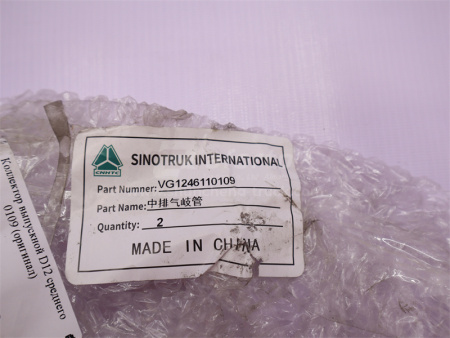 SINOTRUK INTERNATIONAL
CNHTC
Part Numner: VG1246110109
Part Name: 中排气歧管
Quantity: 2
MADE IN CHINA
Коллектор выпускной D12 среднего
0109 (оригинал)